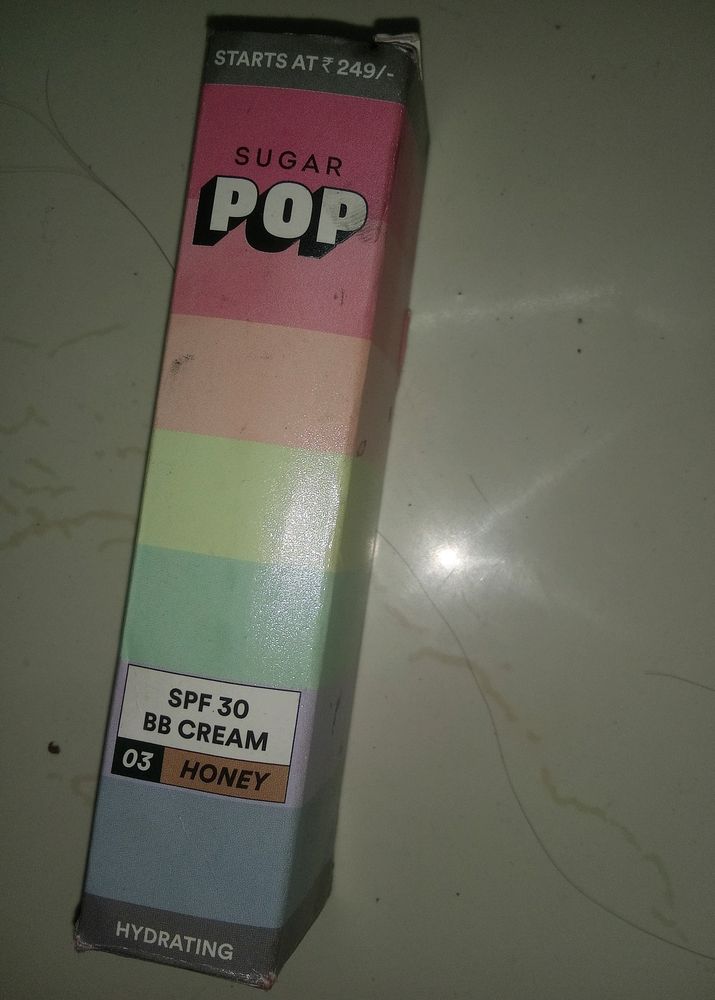 STARTS AT ₹ 249/-
SUGAR
POP
SPF 30
BB CREAM
03 HONEY
HYDRATING